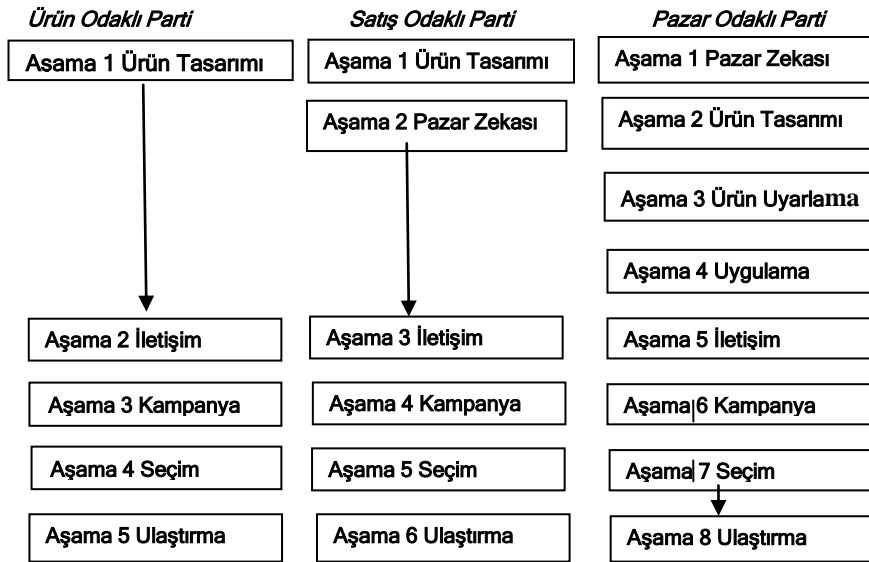 Ürün Odaklı Parti
Aşama 1 Ürün Tasarımı
Aşama 2 İletişim
Aşama 3 Kampanya
Aşama 4 Seçim
Aşama 5 Ulaştırma
Satış Odaklı Parti
Aşama 1 Ürün Tasarımı
Aşama 2 Pazar Zekası
Aşama 3 İletişim
Aşama 4 Kampanya
Aşama 5 Seçim
Aşama 6 Ulaştırma
Pazar Odaklı Parti
Aşama 1 Pazar Zekası
Aşama 2 Ürün Tasarımı
Aşama 3 Ürün Uyarlama
Aşama 4 Uygulama
Aşama 5 İletişim
Aşama 6 Kampanya
Aşama 7 Seçim
Aşama 8 Ulaştırma